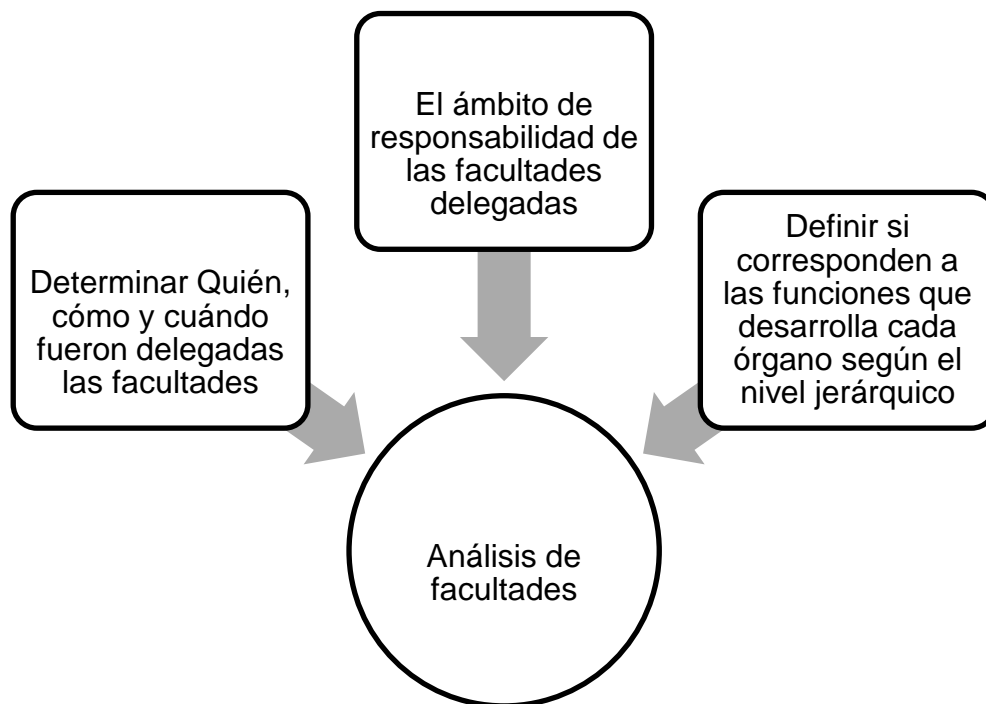 El ámbito de
responsabilidad de
las facultades
delegadas
Determinar Quién,
cómo y cuándo
fueron delegadas
las facultades
Definir si
corresponden a
las funciones que
desarrolla cada
órgano según el
nivel jerárquico
Análisis de
facultades